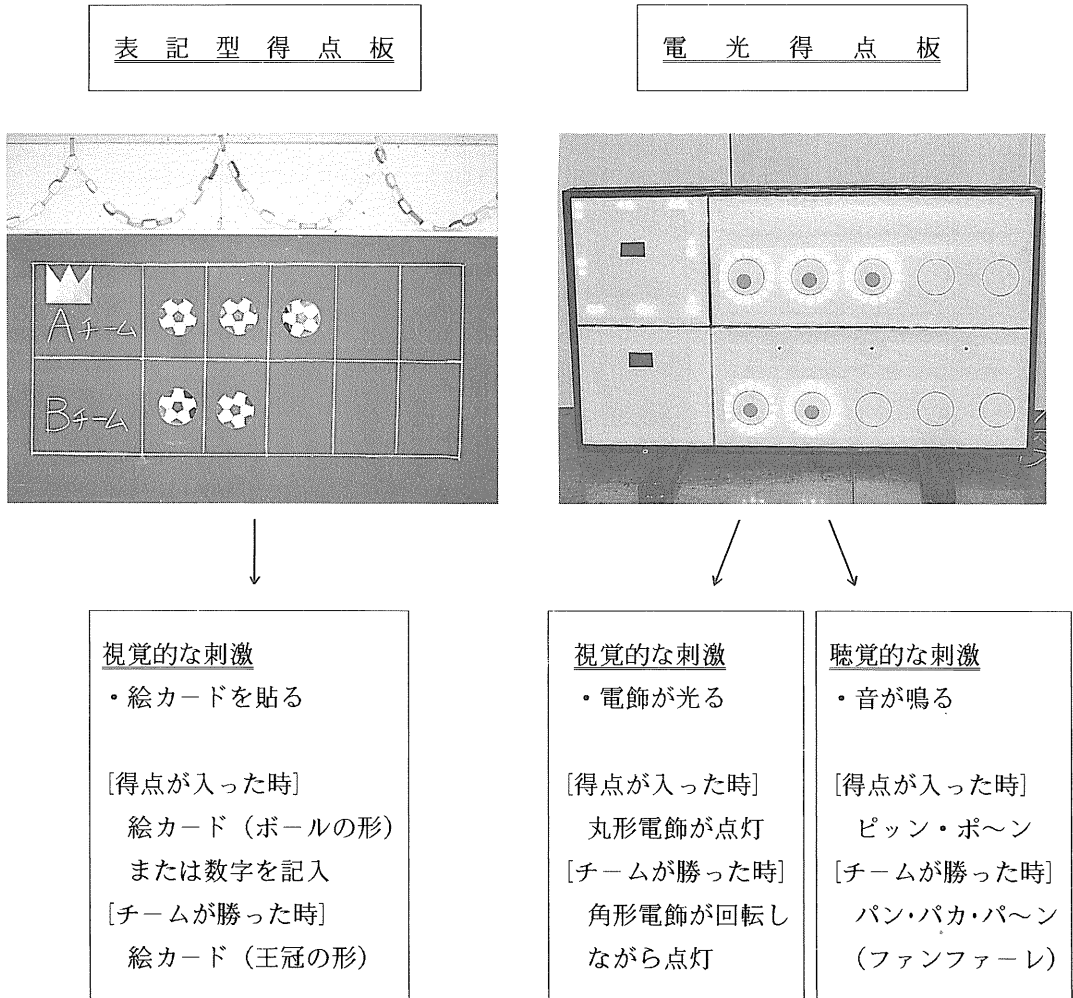 表記型得点板
電光得点板
Aチーム
Bチーム
視覚的な刺激
・絵カードを貼る
[得点が入った時]
絵カード（ボールの形）
または数字を記入
[チームが勝った時]
絵カード（王冠の形）
視覚的な刺激
・電飾が光る
[得点が入った時]
丸形電飾が点灯
[チームが勝った時]
角形電飾が回転し
ながら点灯
聴覚的な刺激
・音が鳴る
[得点が入った時]
ピッン・ポ〜ン
[チームが勝った時]
パン・パカ・パ〜ン
（ファンファーレ）